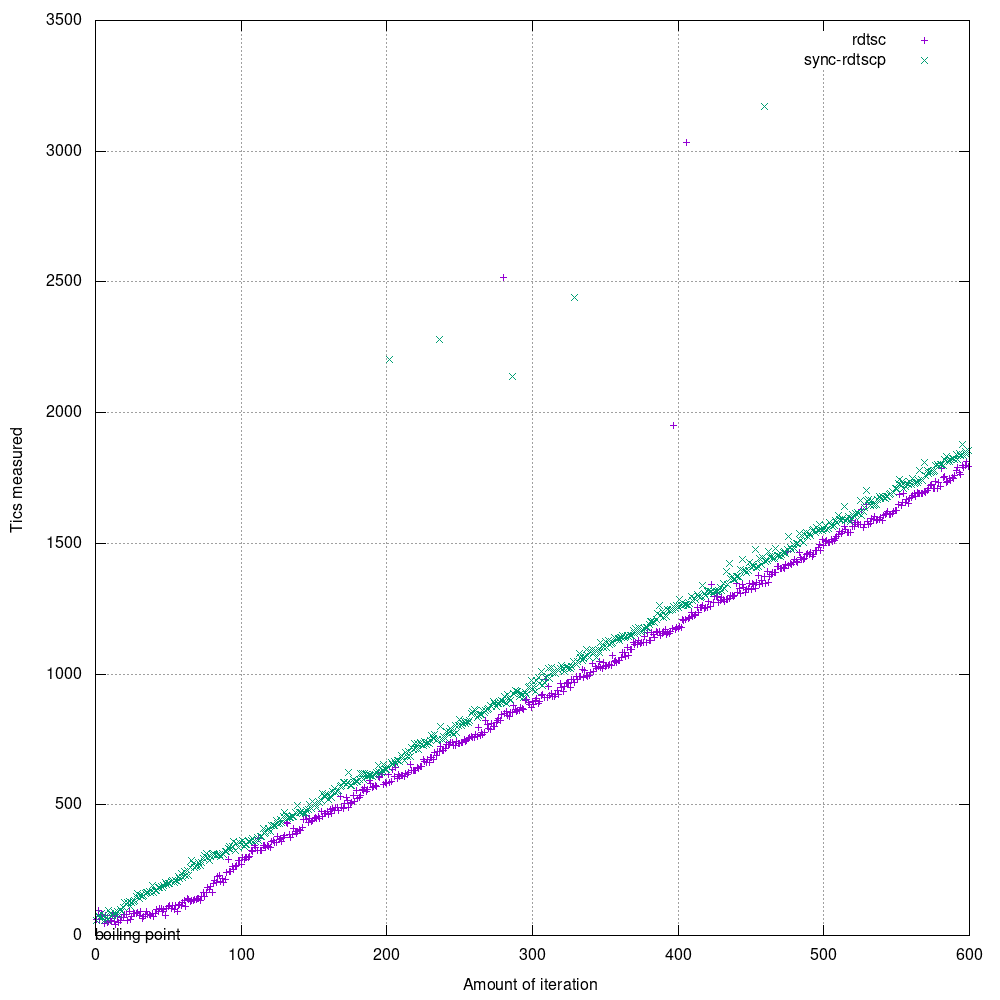 3500
rdtsc
sync-rdtscp
3000
2500
2000
1500
1000
500
0
Tics measured
boiling point
0 100 200 300 400 500 600
Amount of iteration